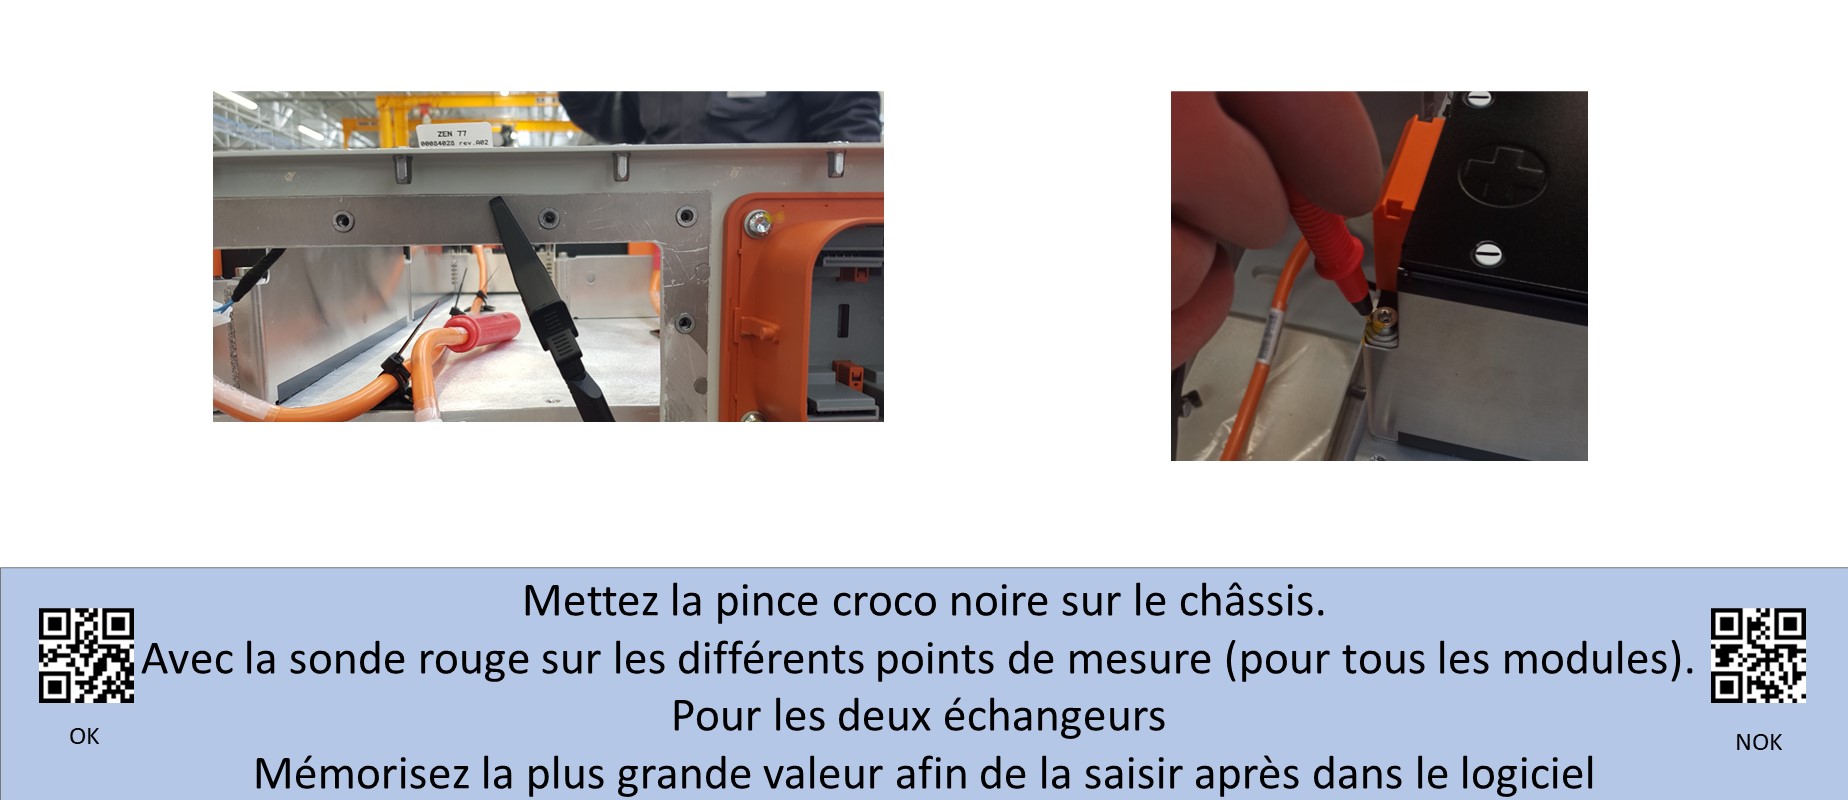 ZEN 77
00084028 rev.A02
Mettez la pince croco noire sur le châssis.
Avec la sonde rouge sur les différents points de mesure (pour tous les modules).
Pour les deux échangeurs
Mémorisez la plus grande valeur afin de la saisir après dans le logiciel
OK
NOK